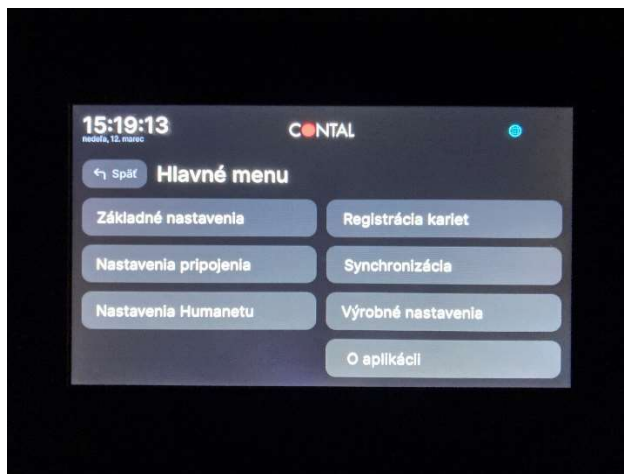 15:19:13
nedeľa, 12. marec
CONTAL
Späť
Hlavné menu
Základné nastavenia
Registrácia kariet
Nastavenia pripojenia
Synchronizácia
Nastavenia Humanetu
Výrobné nastavenia
O aplikácii